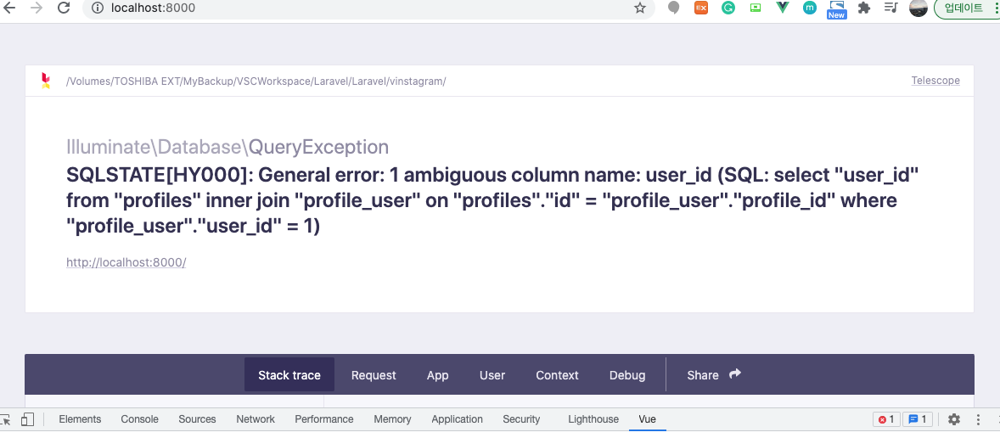 localhost:8000
업데이트
New
/Volumes/TOSHIBA EXT/MyBackup/VSCWorkspace/Laravel/Laravel/vinstagram/
Telescope
Illuminate\Database\QueryException
SQLSTATE[HY000]: General error: 1 ambiguous column name: user_id (SQL: select "user_id"
from "profiles" inner join "profile_user" on "profiles"."id" = "profile_user"."profile_id" where
"profile_user"."user_id" = 1)
http://localhost:8000/
Stack trace Request App User Context Debug Share
Elements Console Sources Network Performance Memory Application Security Lighthouse Vue 1 1